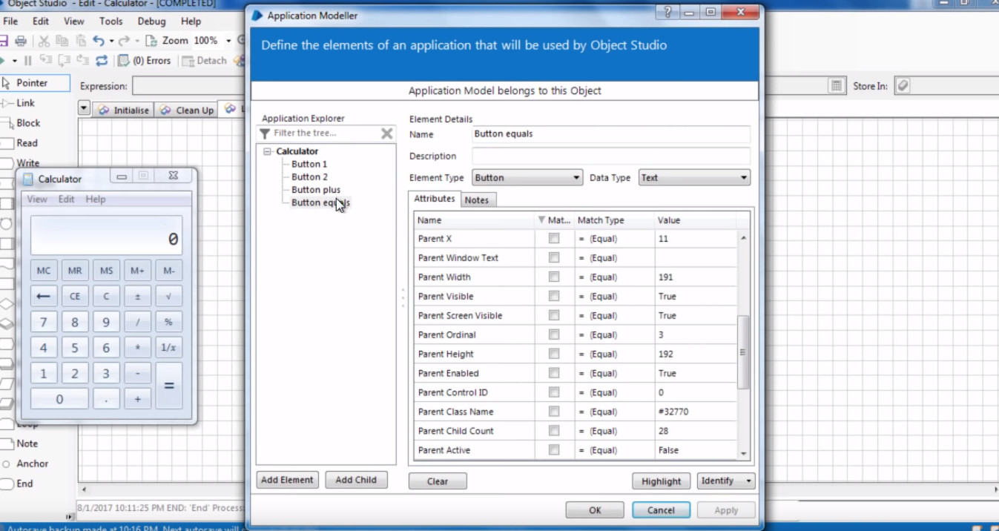 Object Studio - Edit - Calculator - [COMPLETED]
File Edit View Tools Debug Help
Zoom 100%
(0) Errors Detach
Pointer
Link
Block
Read
Write
Loop
Note
Anchor
End
Expression:
Store In:
Initialise Clean Up L
8/1/2017 10:11:25 PM END: 'End' Process:
Autosave backup made at 10:16 PM. Next autosave will
Calculator
View Edit Help
0
MC MR MS M+ M-
← CE C ± √
7 8 9 / %
4 5 6 * 1/x
1 2 3 - =
0 . +
Application Modeller
Define the elements of an application that will be used by Object Studio
Application Model belongs to this Object
Application Explorer
Filter the tree...
Calculator
Button 1
Button 2
Button plus
Button equals
Add Element Add Child
Element Details
Name Button equals
Description
Element Type Button Data Type Text
Attributes Notes
Name Mat... Match Type Value
Parent X = (Equal) 11
Parent Window Text = (Equal)
Parent Width = (Equal) 191
Parent Visible = (Equal) True
Parent Screen Visible = (Equal) True
Parent Ordinal = (Equal) 3
Parent Height = (Equal) 192
Parent Enabled = (Equal) True
Parent Control ID = (Equal) 0
Parent Class Name = (Equal) #32770
Parent Child Count = (Equal) 28
Parent Active = (Equal) False
Clear Highlight Identify
OK Cancel Apply